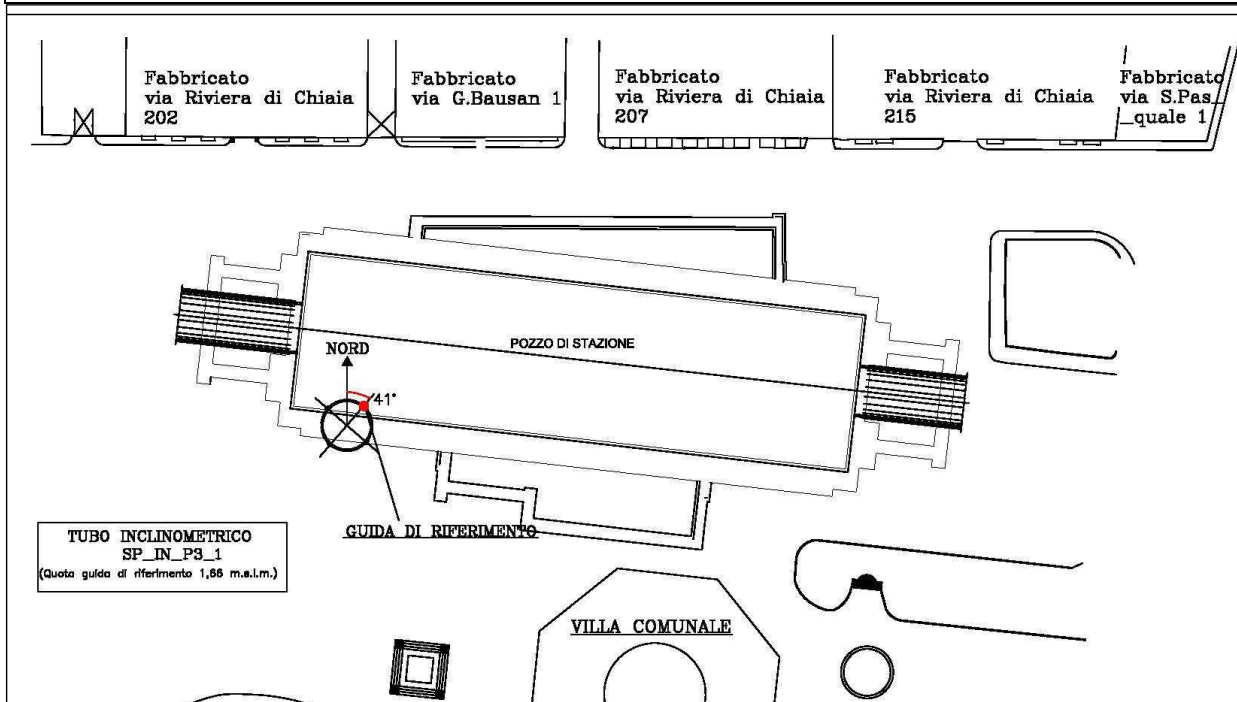 Fabbricato
via Riviera di Chiaia
202
Fabbricato
via G.Bausan 1
Fabbricato
via Riviera di Chiaia
207
Fabbricato
via Riviera di Chiaia
215
Fabbricato
via S.Pas_
_quale 1
POZZO DI STAZIONE
NORD
41°
GUIDA DI RIFERIMENTO
TUBO INCLINOMETRICO
SP_IN_P3_1
(Quota guida di riferimento 1,66 m.s.l.m.)
VILLA COMUNALE